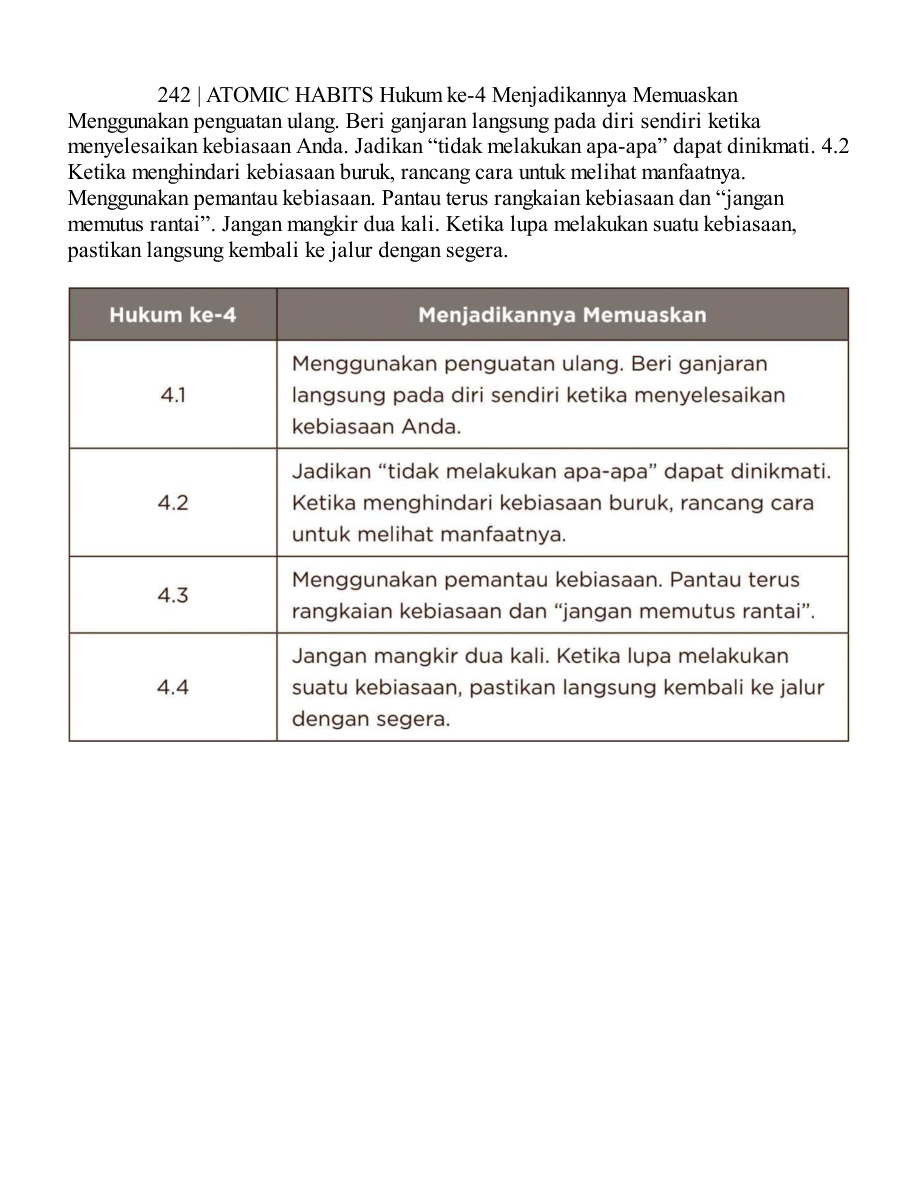 242 | ATOMIC HABITS Hukum ke-4 Menjadikannya Memuaskan
Menggunakan penguatan ulang. Beri ganjaran langsung pada diri sendiri ketika
menyelesaikan kebiasaan Anda. Jadikan “tidak melakukan apa-apa” dapat dinikmati. 4.2
Ketika menghindari kebiasaan buruk, rancang cara untuk melihat manfaatnya.
Menggunakan pemantau kebiasaan. Pantau terus rangkaian kebiasaan dan “jangan
memutus rantai”. Jangan mangkir dua kali. Ketika lupa melakukan suatu kebiasaan,
pastikan langsung kembali ke jalur dengan segera.
Hukum ke-4 Menjadikannya Memuaskan
4.1
Menggunakan penguatan ulang. Beri ganjaran
langsung pada diri sendiri ketika menyelesaikan
kebiasaan Anda.
4.2
Jadikan “tidak melakukan apa-apa” dapat dinikmati.
Ketika menghindari kebiasaan buruk, rancang cara
untuk melihat manfaatnya.
4.3
Menggunakan pemantau kebiasaan. Pantau terus
rangkaian kebiasaan dan “jangan memutus rantai”.
4.4
Jangan mangkir dua kali. Ketika lupa melakukan
suatu kebiasaan, pastikan langsung kembali ke jalur
dengan segera.